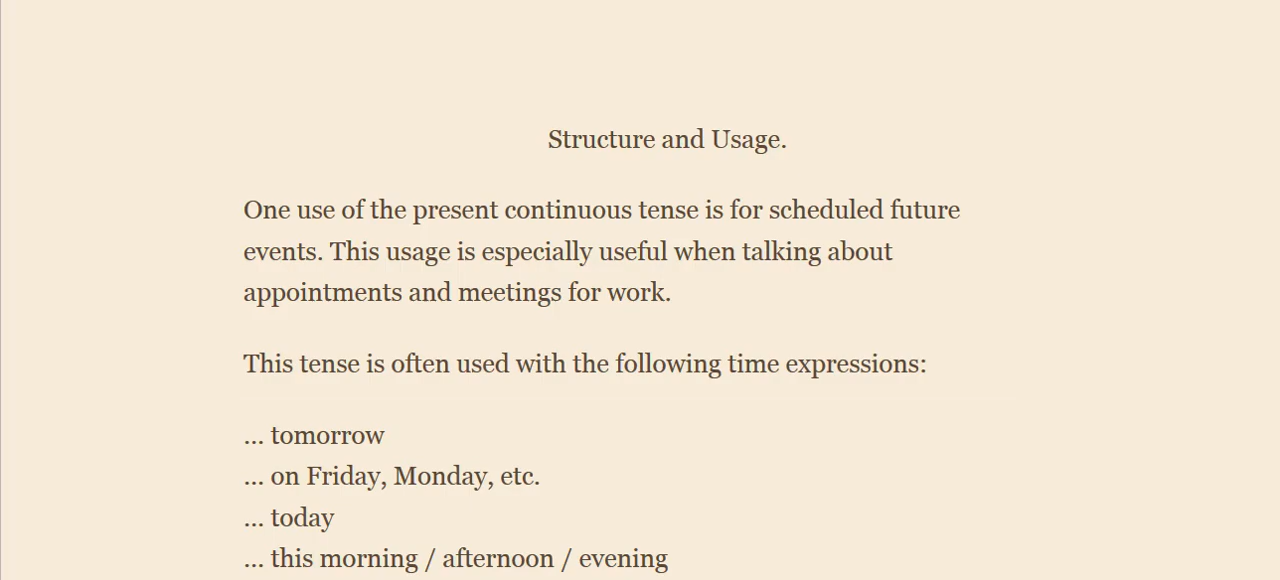 Structure and Usage.
One use of the present continuous tense is for scheduled future
events. This usage is especially useful when talking about
appointments and meetings for work.
This tense is often used with the following time expressions:
... tomorrow
... on Friday, Monday, etc.
... today
... this morning / afternoon / evening